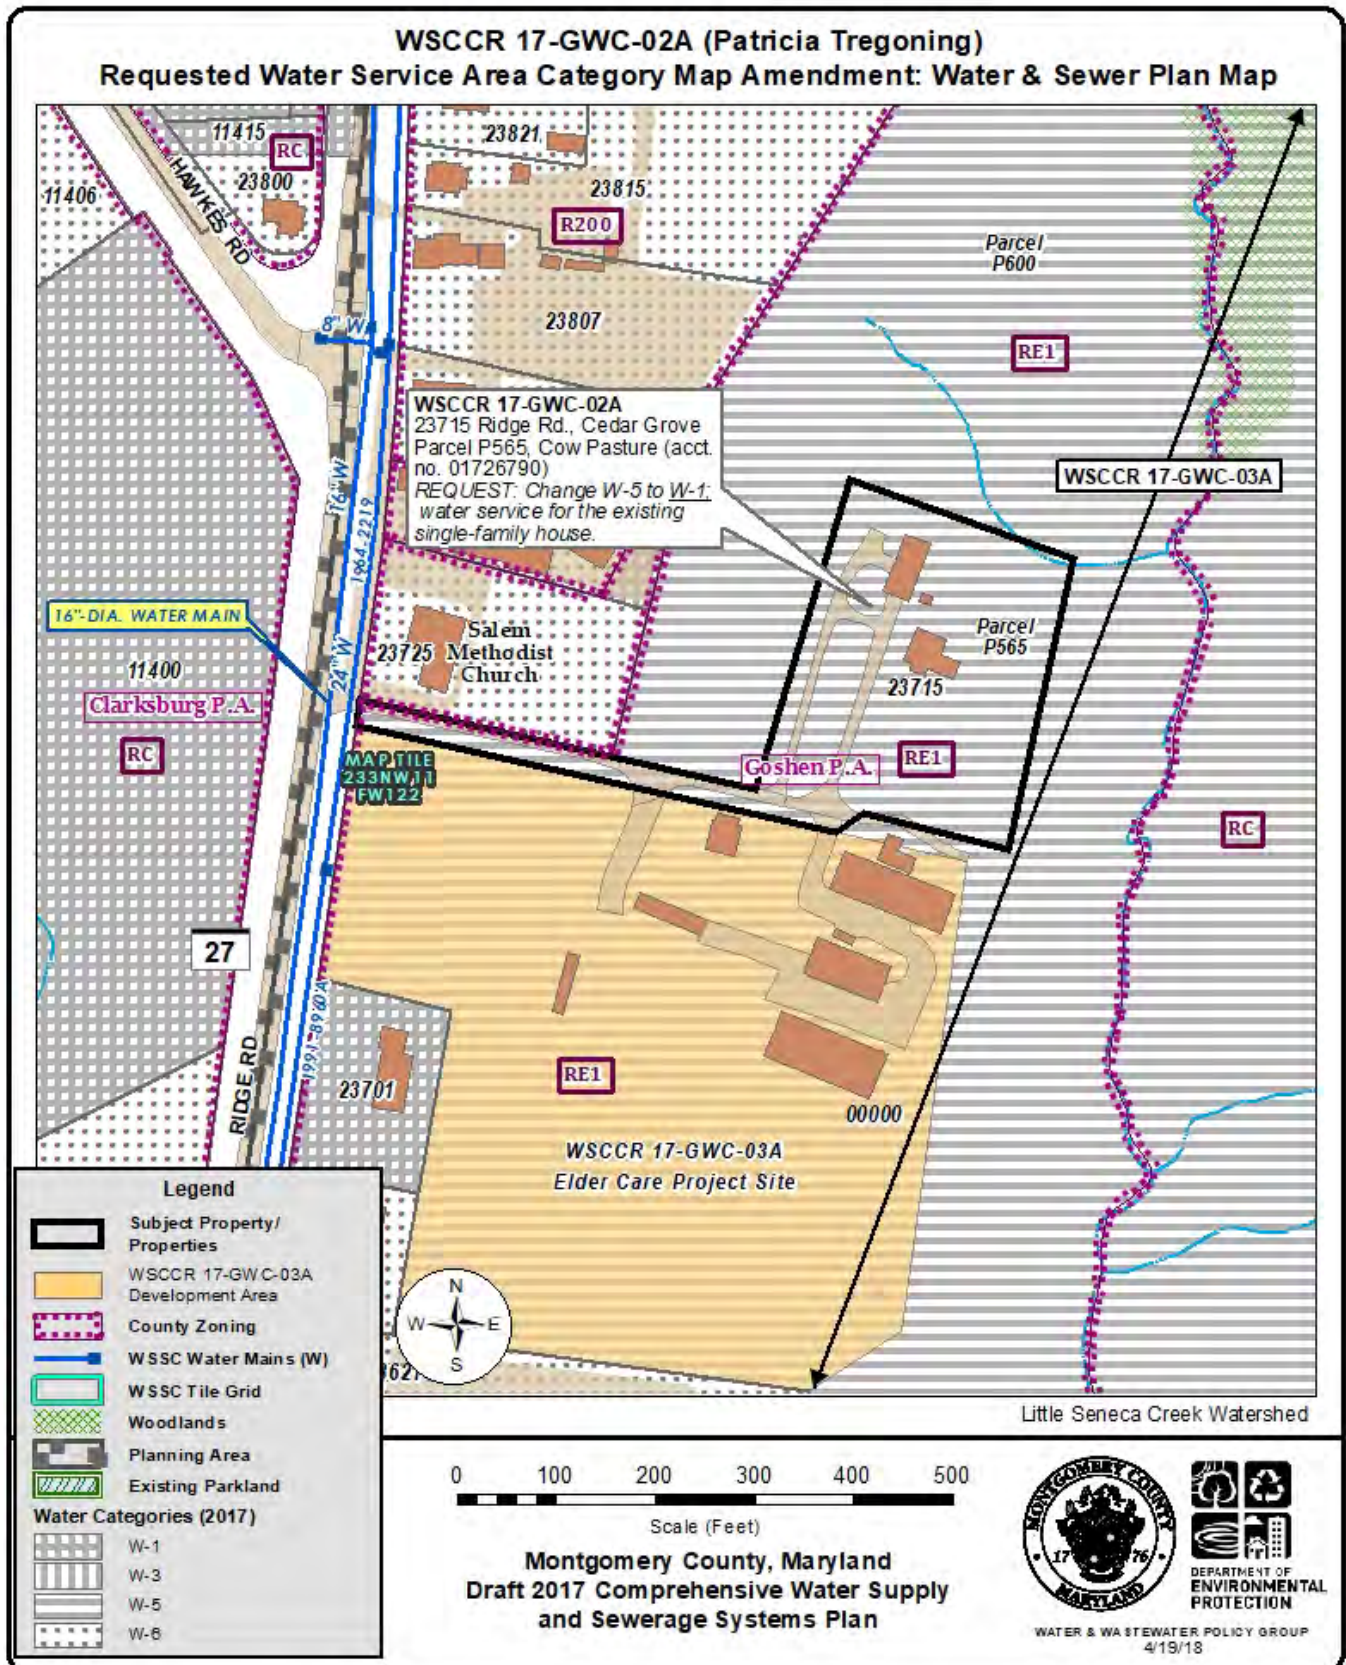 WSCCR 17-GWC-02A (Patricia Tregoning)
Requested Water Service Area Category Map Amendment: Water & Sewer Plan Map
11415
RC
23800
11406
HAWKES RD
23821
23815
R200
23807
8" W
Parcel
P600
RE1
WSCCR 17-GWC-02A
23715 Ridge Rd., Cedar Grove
Parcel P565, Cow Pasture (acct.
no. 01726790)
REQUEST: Change W-5 to W-1;
water service for the existing
single-family house.
WSCCR 17-GWC-03A
16" W
1964-2219
16"-DIA. WATER MAIN
24" W
23725
Salem
Methodist
Church
Parcel
P565
23715
11400
Clarksburg P.A.
RC
MAP TILE
233NW11
FW122
Goshen P.A.
RE1
RC
27
RIDGE RD
23701
RE1
00000
WSCCR 17-GWC-03A
Elder Care Project Site
N
W
E
S
Legend
Subject Property/
Properties
WSCCR 17-GWC-03A
Development Area
County Zoning
WSSC Water Mains (W)
WSSC Tile Grid
Woodlands
Planning Area
Existing Parkland
Water Categories (2017)
W-1
W-3
W-5
W-6
Little Seneca Creek Watershed
0 100 200 300 400 500
Scale (Feet)
Montgomery County, Maryland
Draft 2017 Comprehensive Water Supply
and Sewerage Systems Plan
MONTGOMERY COUNTY
17 76
MARYLAND
DEPARTMENT OF
ENVIRONMENTAL
PROTECTION
WATER & WASTEWATER POLICY GROUP
4/19/18